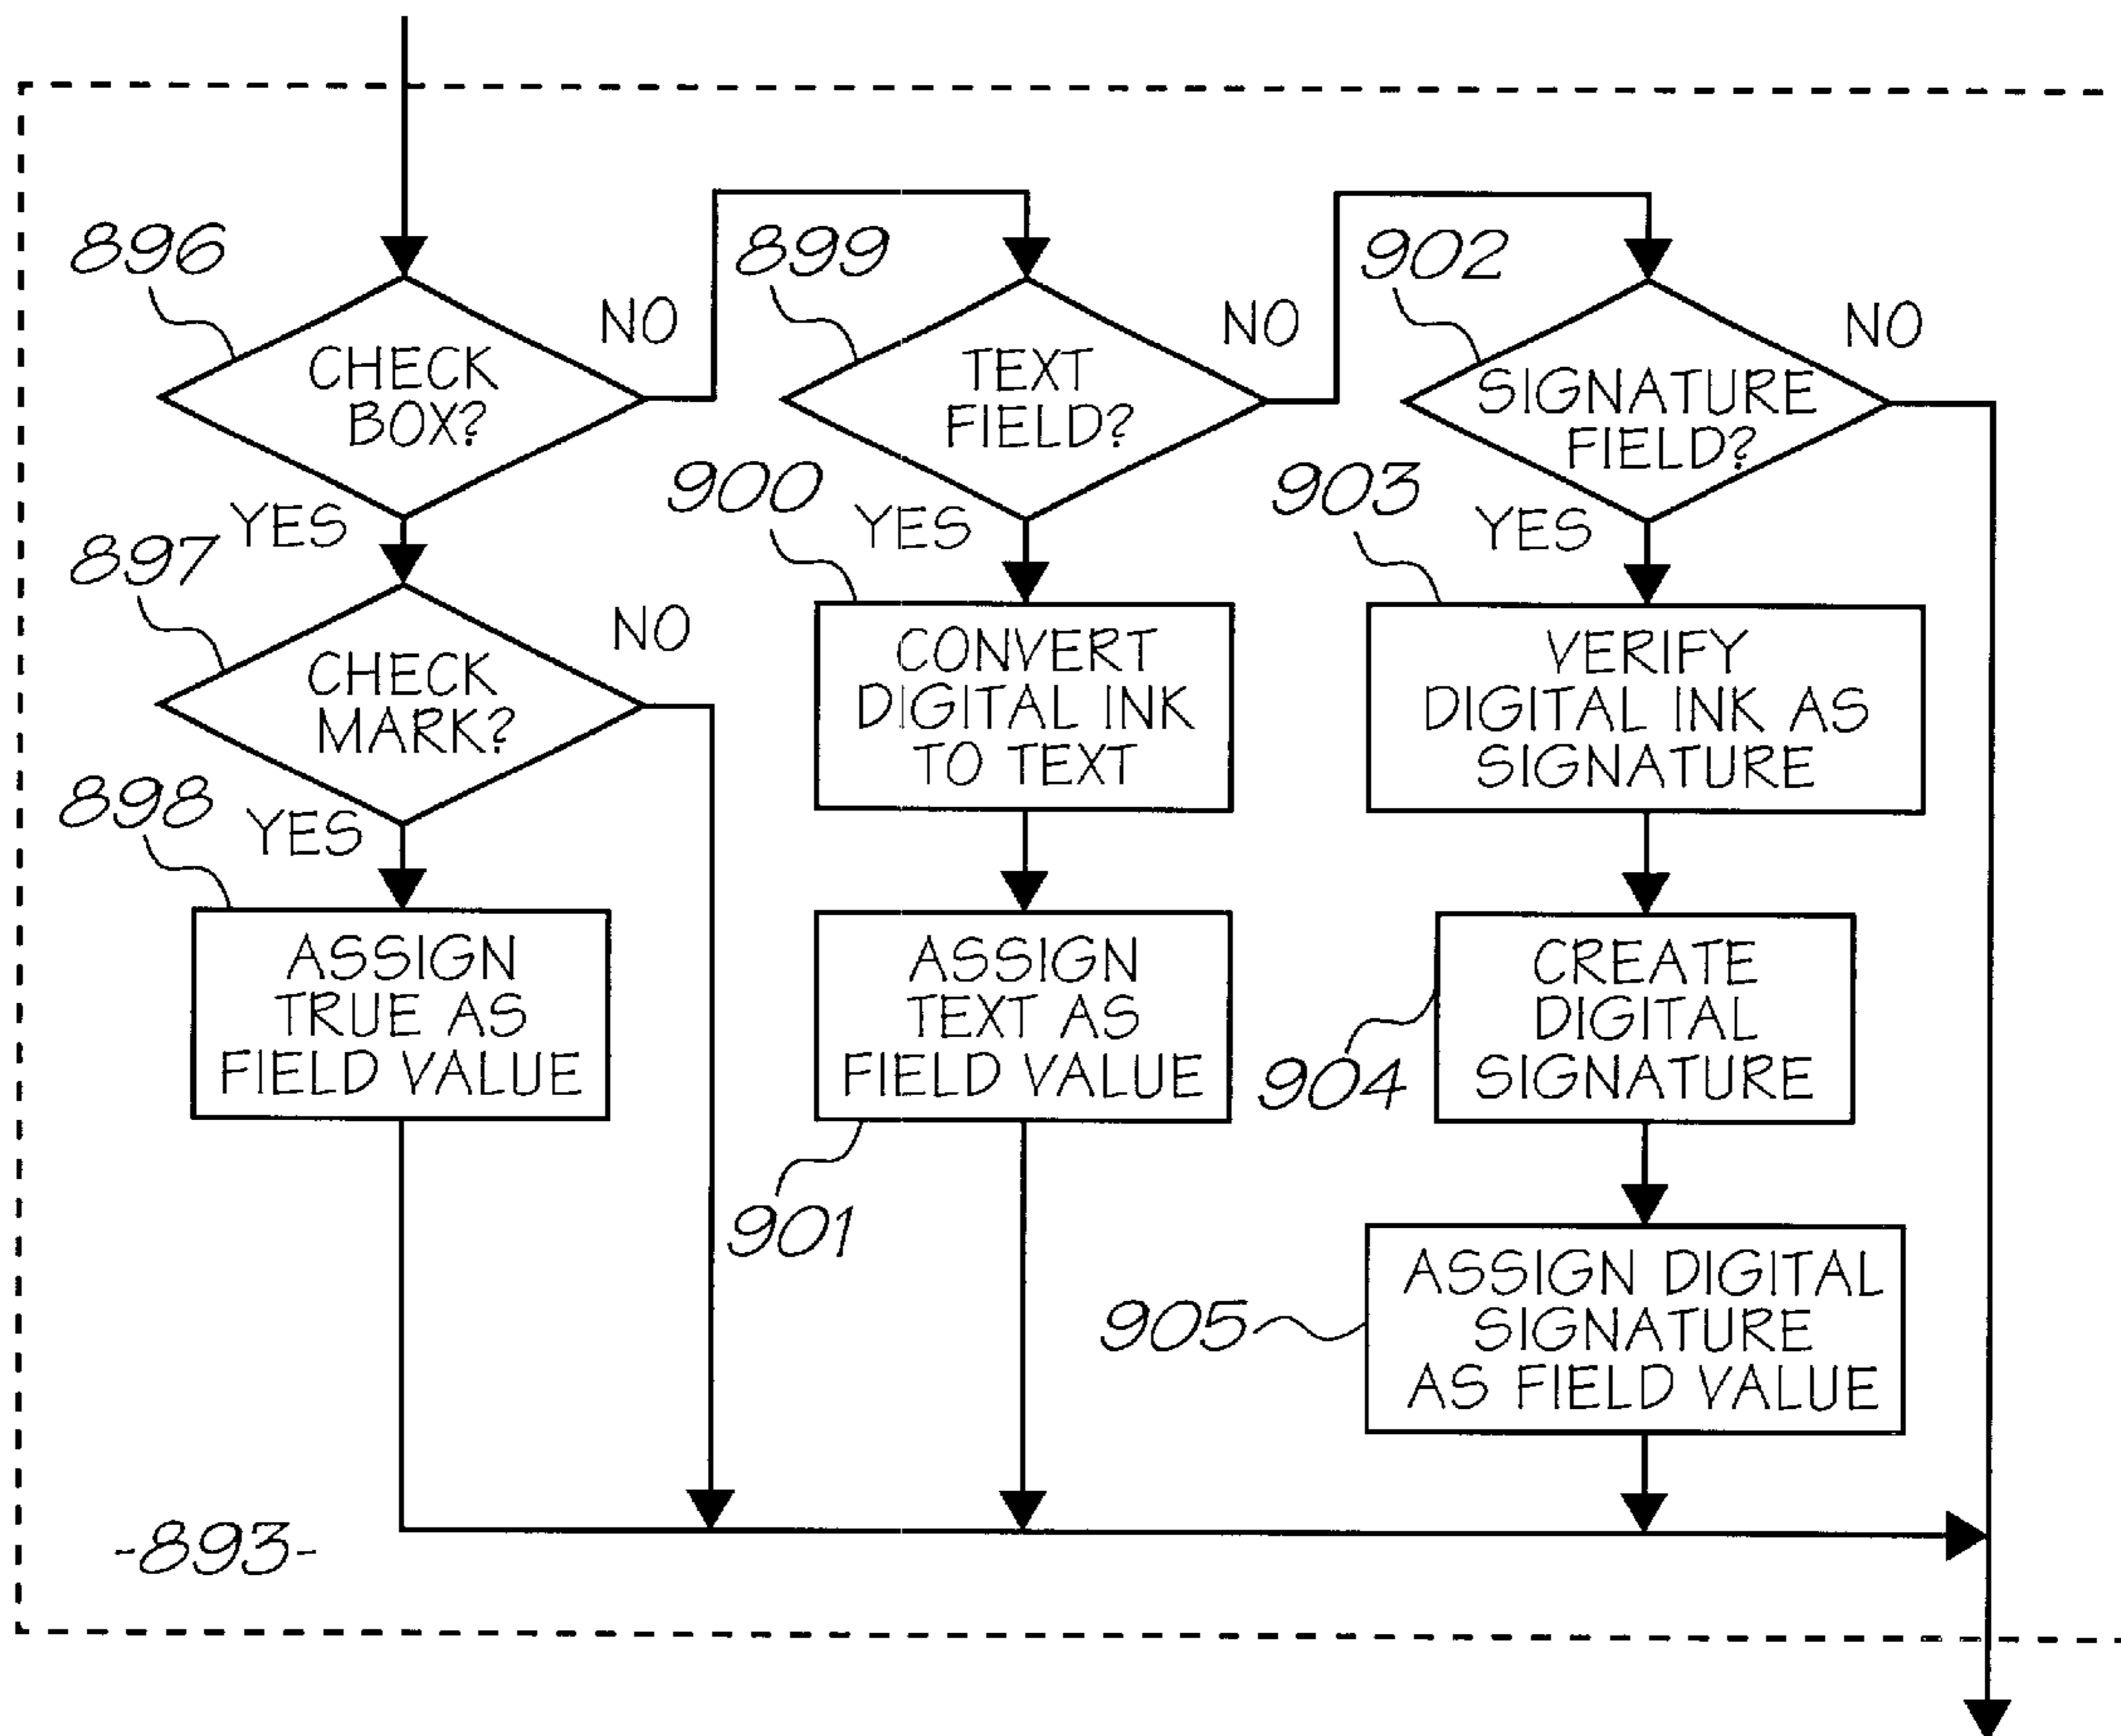 896
CHECK
BOX?
NO
YES
897
CHECK
MARK?
NO
YES
898
ASSIGN
TRUE AS
FIELD VALUE
899
TEXT
FIELD?
NO
YES
900
CONVERT
DIGITAL INK
TO TEXT
ASSIGN
TEXT AS
FIELD VALUE
901
902
SIGNATURE
FIELD?
NO
YES
903
VERIFY
DIGITAL INK AS
SIGNATURE
CREATE
DIGITAL
SIGNATURE
904
ASSIGN DIGITAL
SIGNATURE
AS FIELD VALUE
905
-893-